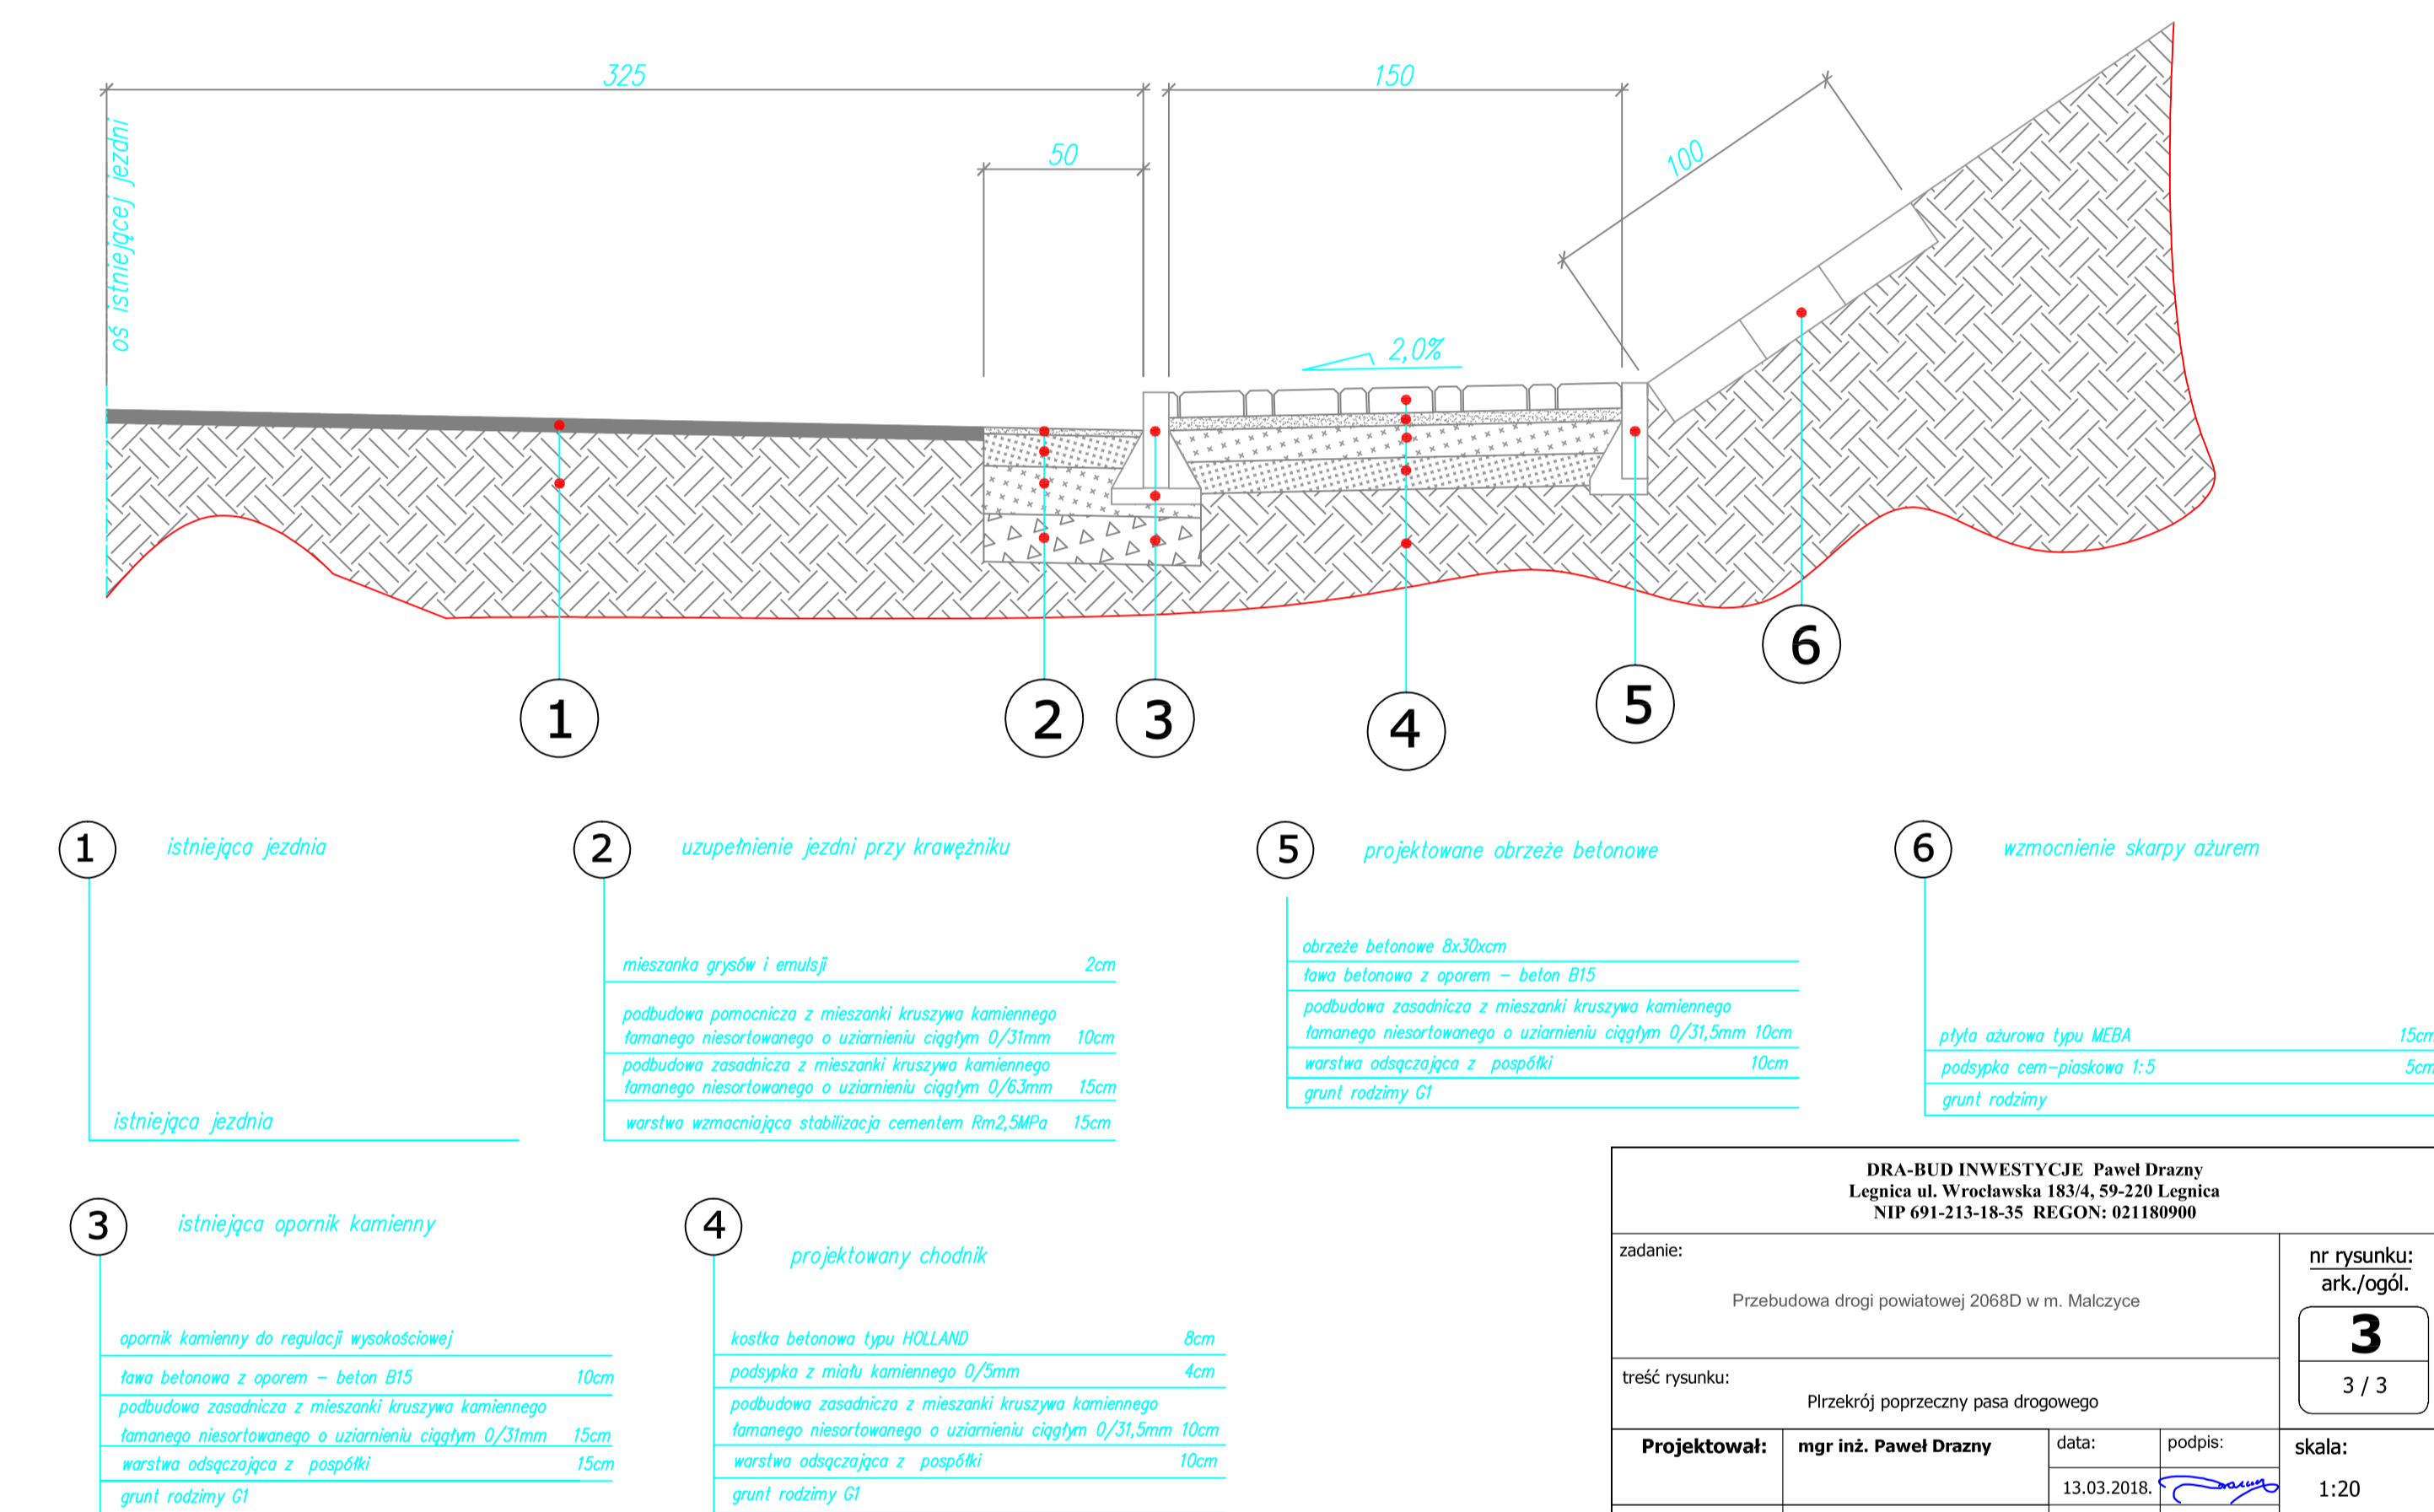 325
150
50
100
oś istniejącej jezdni
2,0%
1
2
3
4
5
6
1 istniejąca jezdnia
istniejąca jezdnia
2 uzupełnienie jezdni przy krawężniku
mieszanka grysów i emulsji 2cm
podbudowa pomocnicza z mieszanki kruszywa kamiennego
łamanego niesortowanego o uziarnieniu ciągłym 0/31mm 10cm
podbudowa zasadnicza z mieszanki kruszywa kamiennego
łamanego niesortowanego o uziarnieniu ciągłym 0/63mm 15cm
warstwa wzmacniająca stabilizacja cementem Rm2,5MPa 15cm
5 projektowane obrzeże betonowe
obrzeże betonowe 8x30xcm
ława betonowa z oporem - beton B15
podbudowa zasadnicza z mieszanki kruszywa kamiennego
łamanego niesortowanego o uziarnieniu ciągłym 0/31,5mm 10cm
warstwa odsączająca z pospółki 10cm
grunt rodzimy G1
6 wzmocnienie skarpy ażurem
płyta ażurowa typu MEBA 15cm
podsypka cem-piaskowa 1:5 5cm
grunt rodzimy
3 istniejąca opornik kamienny
opornik kamienny do regulacji wysokościowej
ława betonowa z oporem - beton B15 10cm
podbudowa zasadnicza z mieszanki kruszywa kamiennego
łamanego niesortowanego o uziarnieniu ciągłym 0/31mm 15cm
warstwa odsączająca z pospółki 15cm
grunt rodzimy G1
4 projektowany chodnik
kostka betonowa typu HOLLAND 8cm
podsypka z miału kamiennego 0/5mm 4cm
podbudowa zasadnicza z mieszanki kruszywa kamiennego
łamanego niesortowanego o uziarnieniu ciągłym 0/31,5mm 10cm
warstwa odsączająca z pospółki 10cm
grunt rodzimy G1
DRA-BUD INWESTYCJE Paweł Drazny
Legnica ul. Wrocławska 183/4, 59-220 Legnica
NIP 691-213-18-35 REGON: 021180900
zadanie:
Przebudowa drogi powiatowej 2068D w m. Malczyce
nr rysunku:
ark./ogól.
3
3 / 3
treść rysunku:
Plrzekrój poprzeczny pasa drogowego
Projektował: mgr inż. Paweł Drazny
data:
13.03.2018.
podpis:
skala:
1:20